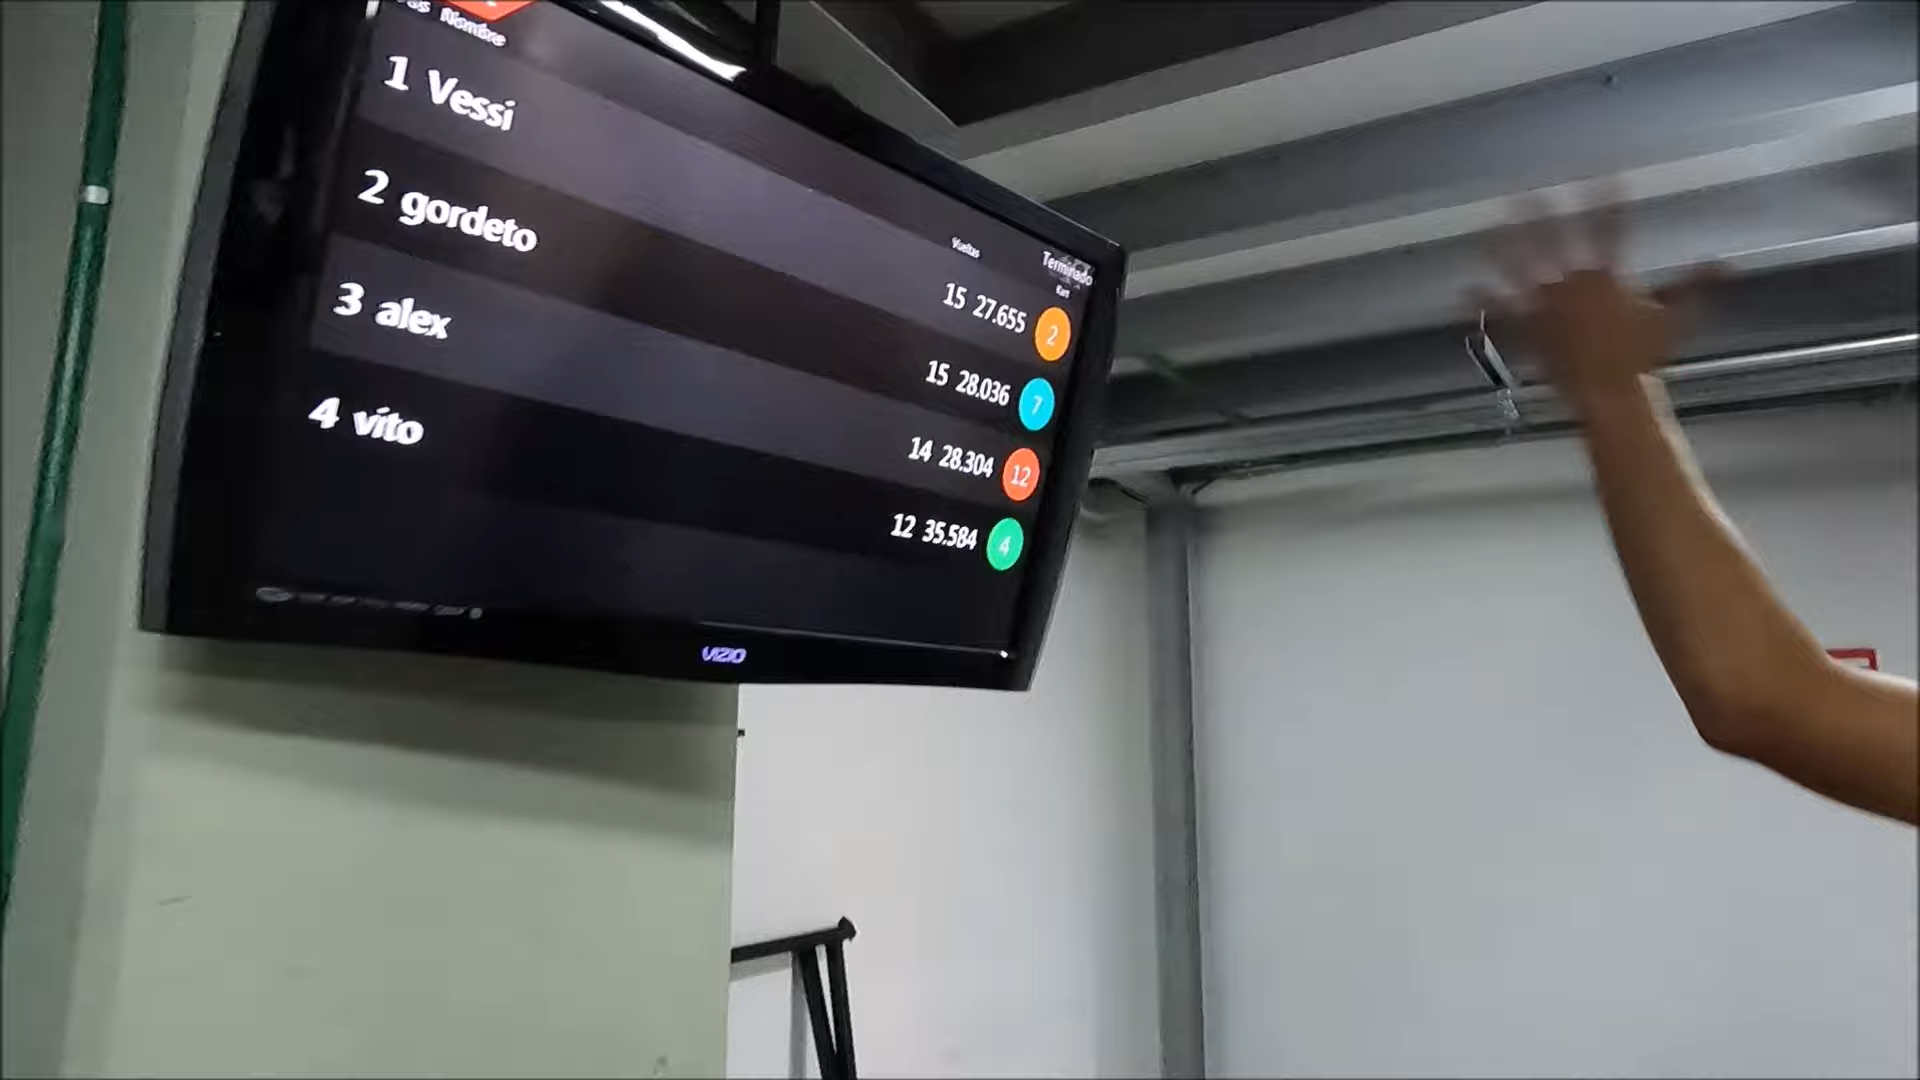 Nombre
Vueltas Terminado
Kart
1 Vessi 15 27.655 2
2 gordeto 15 28.036 7
3 alex 14 28.304 12
4 vito 12 35.584 4
VIZIO